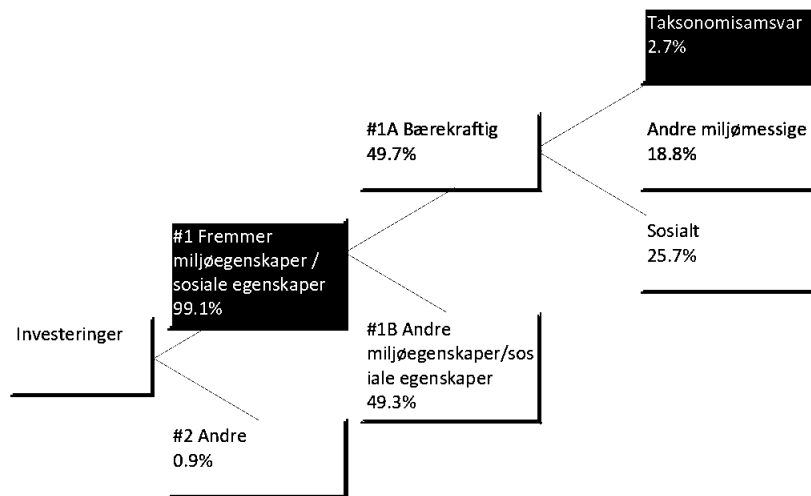 Taksonomisamsvar
2.7%
#1A Bærekraftig
49.7%
Andre miljømessige
18.8%
#1 Fremmer
miljøegenskaper /
sosiale egenskaper
99.1%
Sosialt
25.7%
Investeringer
#1B Andre
miljøegenskaper/sos
iale egenskaper
49.3%
#2 Andre
0.9%